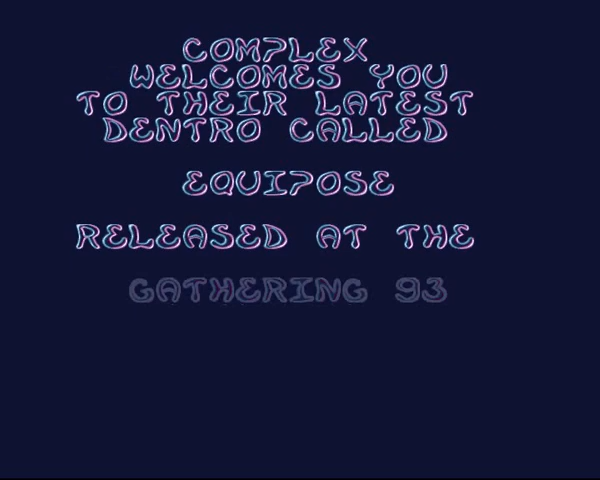 COMPLEX
WELCOMES YOU
TO THEIR LATEST
DENTRO CALLED
EQUIPOSE
RELEASED AT THE
GATHERING 93